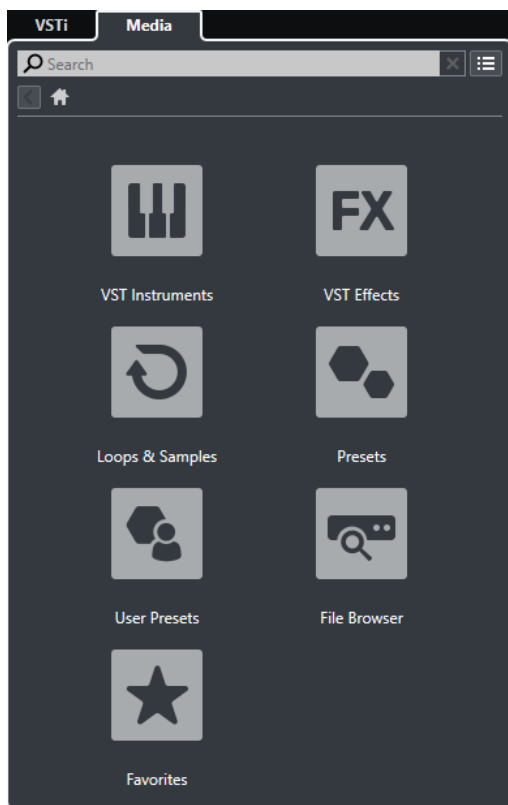 VSTi Media
Search
FX
VST Instruments VST Effects
Loops & Samples Presets
User Presets File Browser
Favorites